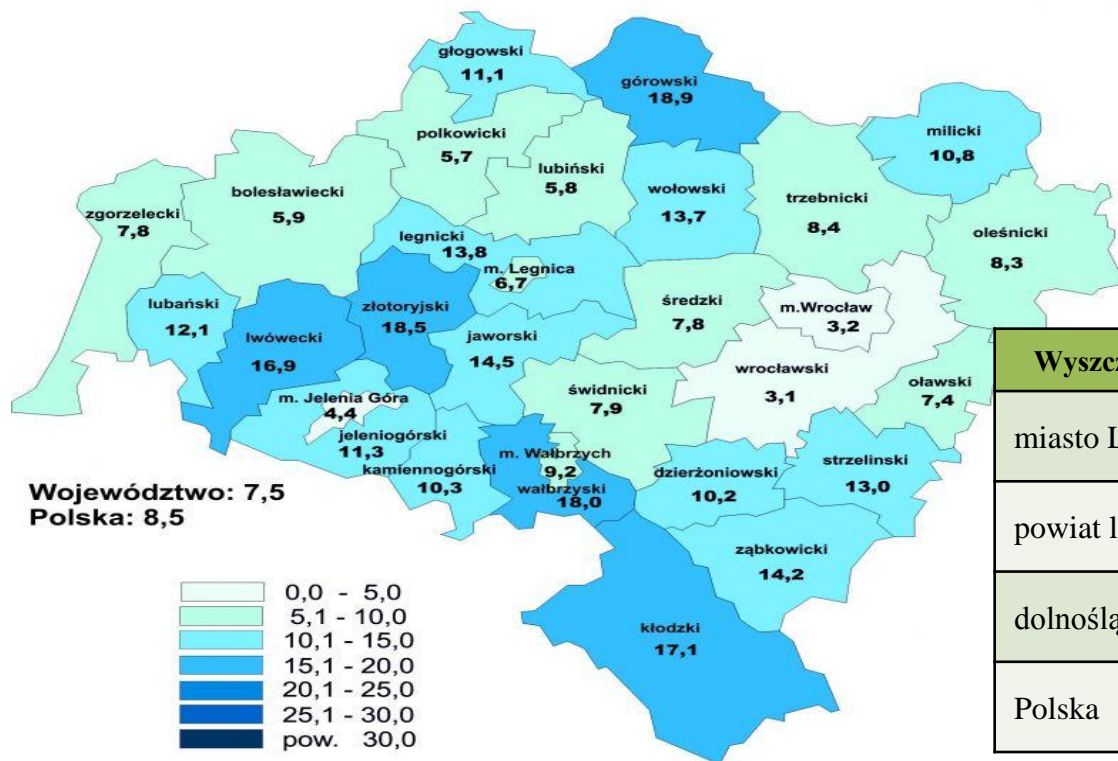 głogowski
11,1
górowski
18,9
milicki
10,8
polkowicki
5,7
lubiński
5,8
wołowski
13,7
trzebnicki
8,4
bolesławiecki
5,9
zgorzelecki
7,8
oleśnicki
8,3
legnicki
13,8
m. Legnica
6,7
lubański
12,1
złotoryjski
18,5
średzki
7,8
m.Wrocław
3,2
lwówecki
16,9
jaworski
14,5
wrocławski
3,1
oławski
7,4
m. Jelenia Góra
4,4
świdnicki
7,9
jeleniogórski
11,3
kamiennogórski
10,3
m. Wałbrzych
9,2
wałbrzyski
18,0
dzierżoniowski
10,2
strzelinski
13,0
ząbkowicki
14,2
kłodzki
17,1
Województwo: 7,5
Polska: 8,5
0,0 - 5,0
5,1 - 10,0
10,1 - 15,0
15,1 - 20,0
20,1 - 25,0
25,1 - 30,0
pow. 30,0
Wyszcz
miasto L
powiat l
dolnoślą
Polska